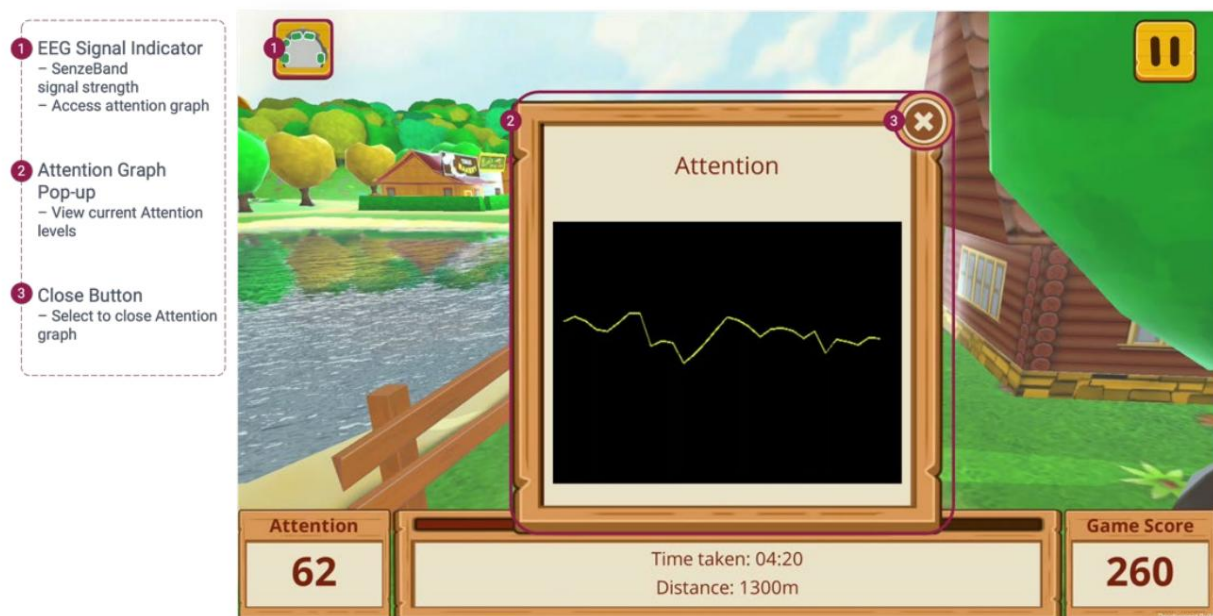 1 EEG Signal Indicator
– SenzeBand
signal strength
– Access attention graph
2 Attention Graph
Pop-up
– View current Attention
levels
3 Close Button
– Select to close Attention
graph
1
2
3
Attention
Attention
62
Time taken: 04:20
Distance: 1300m
Game Score
260